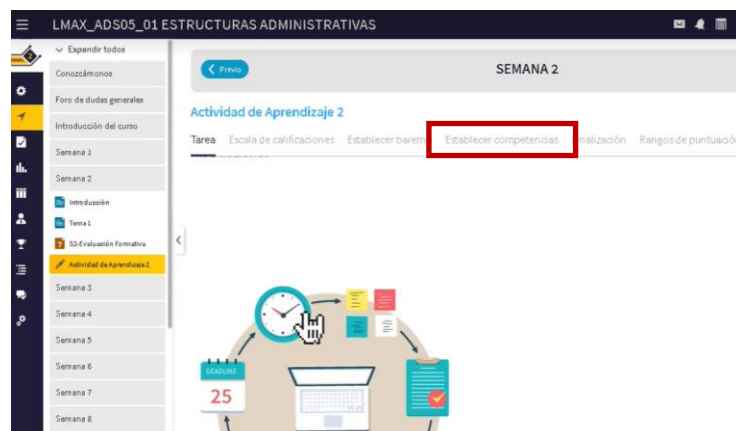 LMAX_ADS05_01 ESTRUCTURAS ADMINISTRATIVAS
Expandir todos
Conozcámonos
Foro de dudas generales
Introducción del curso
Semana 1
Semana 2
Introducción
Tema 1
S2-Evaluación Formativa
Actividad de Aprendizaje 2
Semana 3
Semana 4
Semana 5
Semana 6
Semana 7
Semana 8
Previo
SEMANA 2
Actividad de Aprendizaje 2
Tarea Escala de calificaciones Establecer barem Establecer competencias nalización Rangos de puntuació
DEADLINE
25